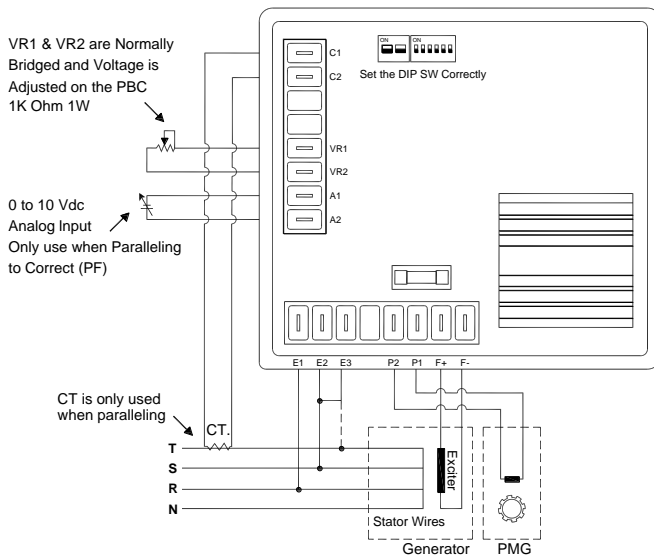 VR1 & VR2 are Normally
Bridged and Voltage is
Adjusted on the PBC
1K Ohm 1W
0 to 10 Vdc
Analog Input
Only use when Paralleling
to Correct (PF)
CT is only used
when paralleling
C1
C2
VR1
VR2
A1
A2
ON
ON
Set the DIP SW Correctly
E1 E2 E3 P2 P1 F+ F-
CT.
T
S
R
N
Exciter
Stator Wires
Generator
PMG